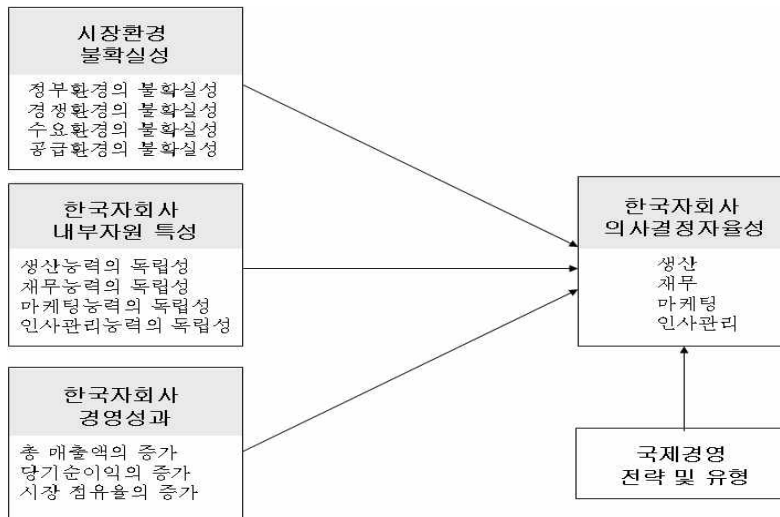 시장환경
불확실성
정부환경의 불확실성
경쟁환경의 불확실성
수요환경의 불확실성
공급환경의 불확실성
한국자회사
내부자원 특성
생산능력의 독립성
재무능력의 독립성
마케팅능력의 독립성
인사관리능력의 독립성
한국자회사
경영성과
총 매출액의 증가
당기순이익의 증가
시장 점유율의 증가
한국자회사
의사결정자율성
생산
재무
마케팅
인사관리
국제경영
전략 및 유형